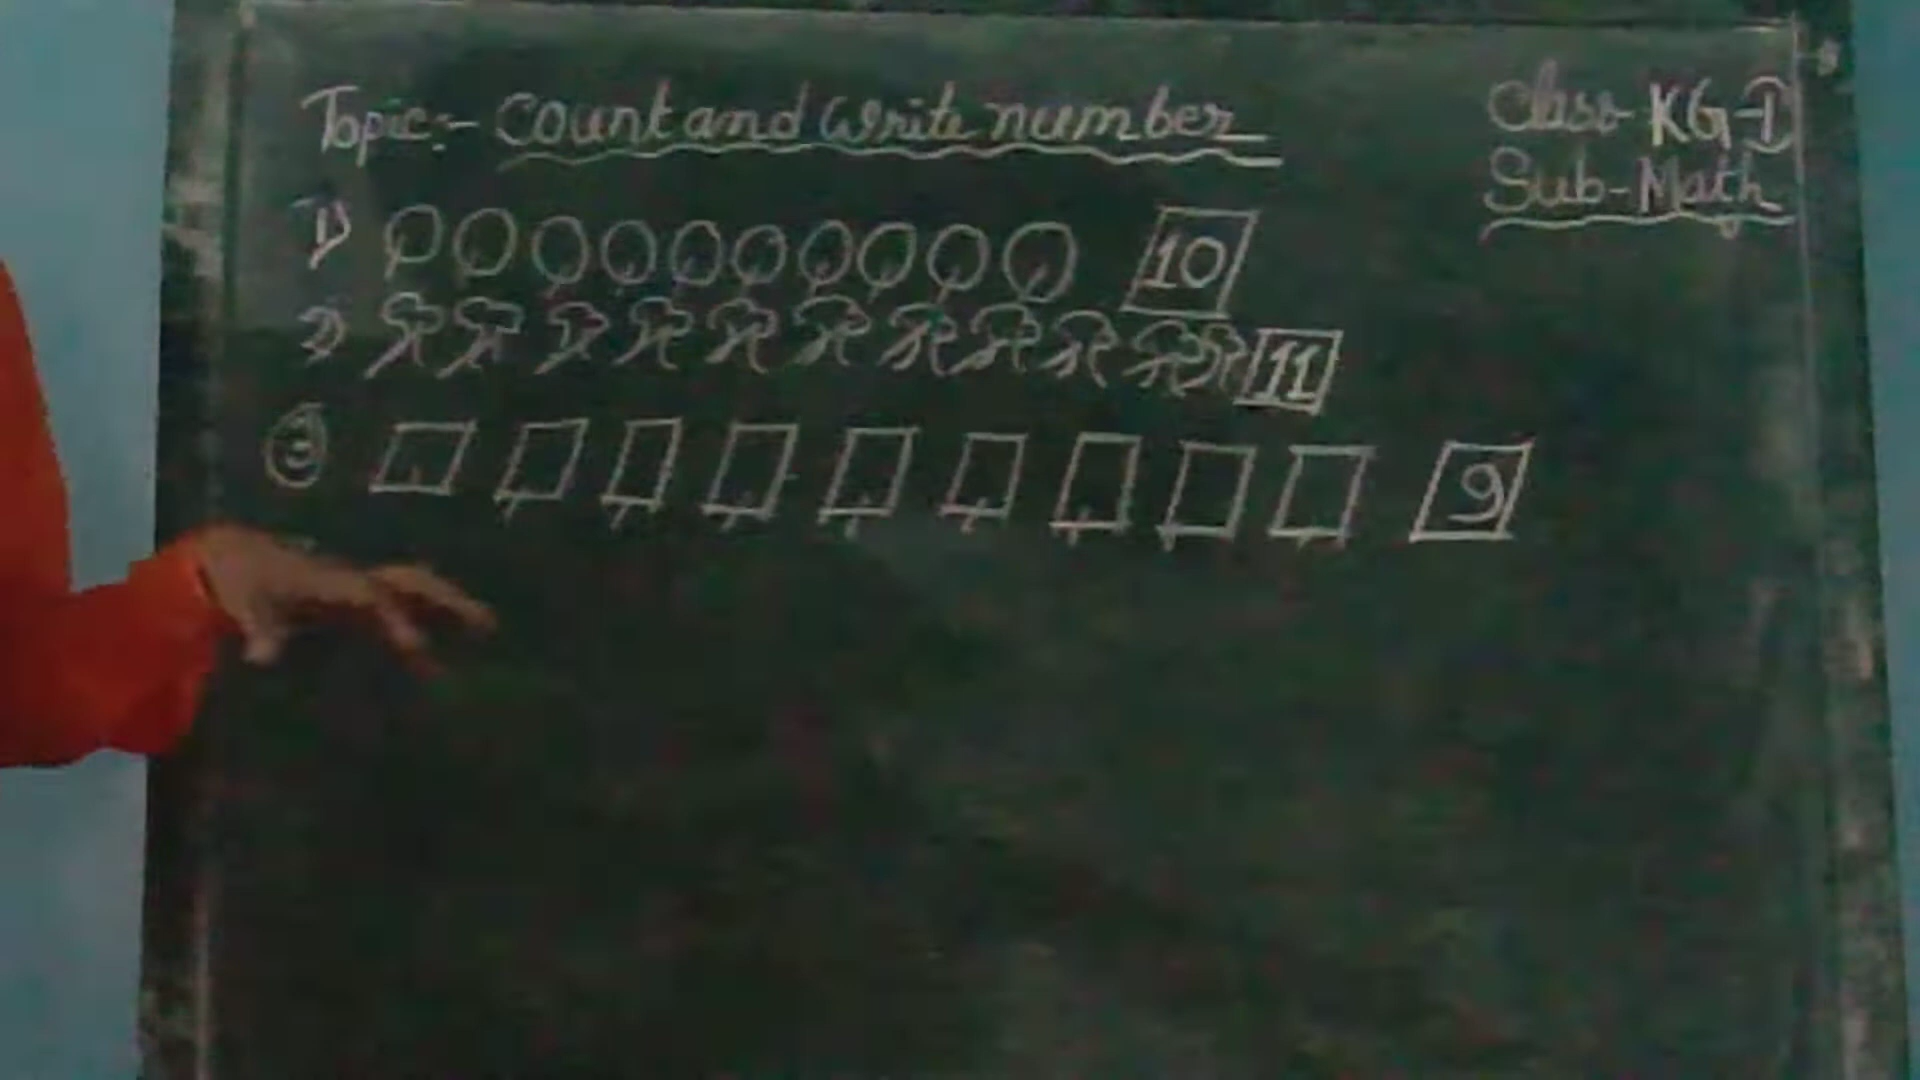 Topic:- Count and write number
Class- KG-I
Sub-Math
1) 10
2) 11
3 9